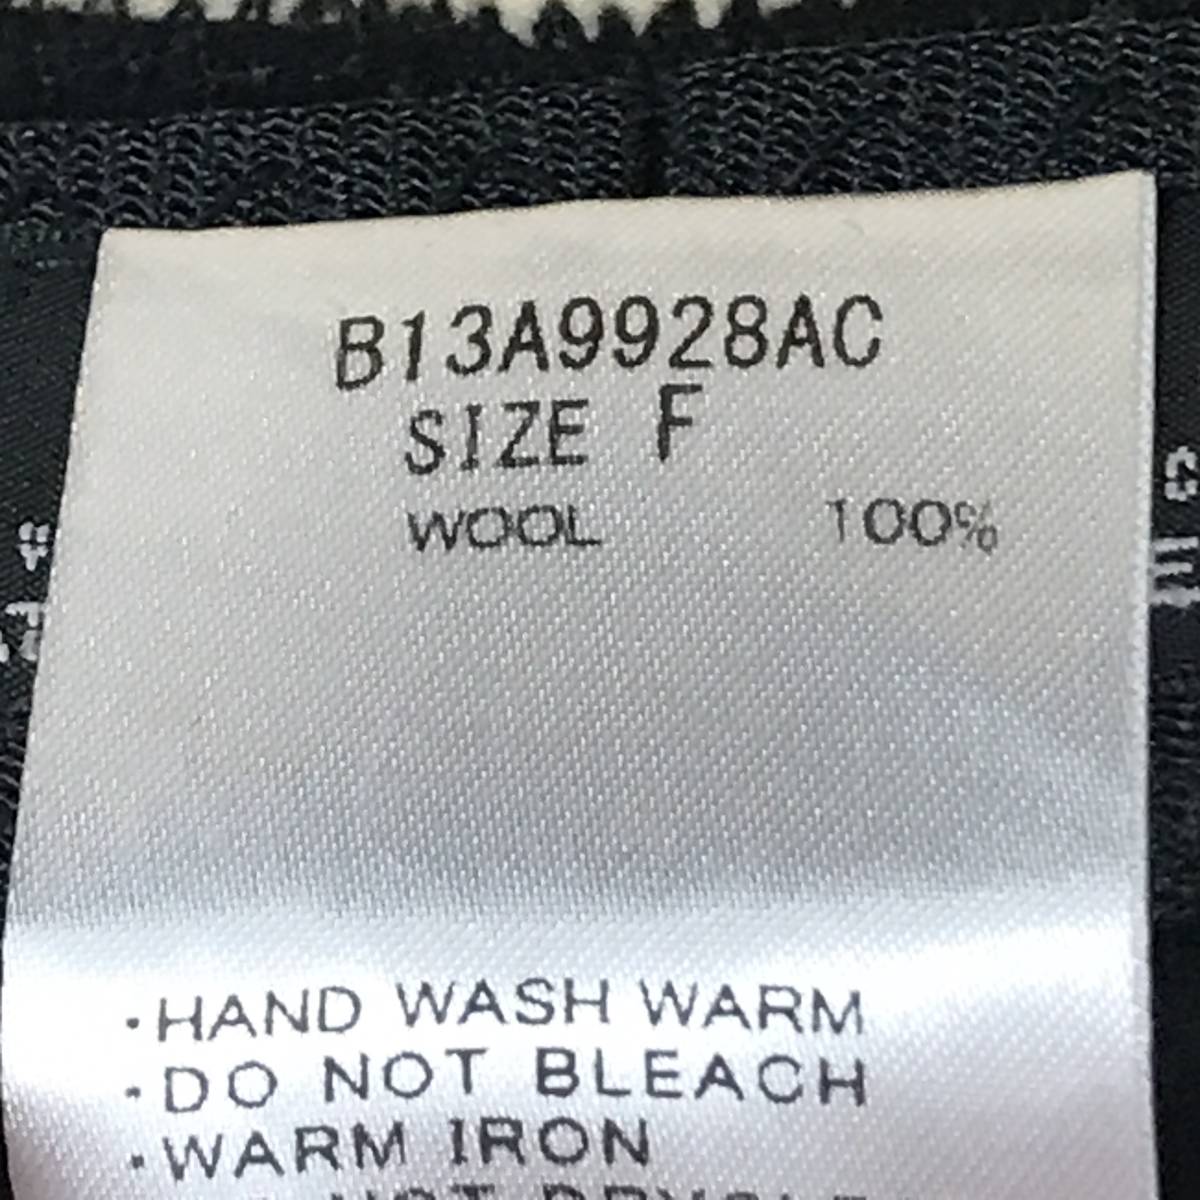 B13A9928AC
SIZE F
WOOL 100%
·HAND WASH WARM
·DO NOT BLEACH
·WARM IRON